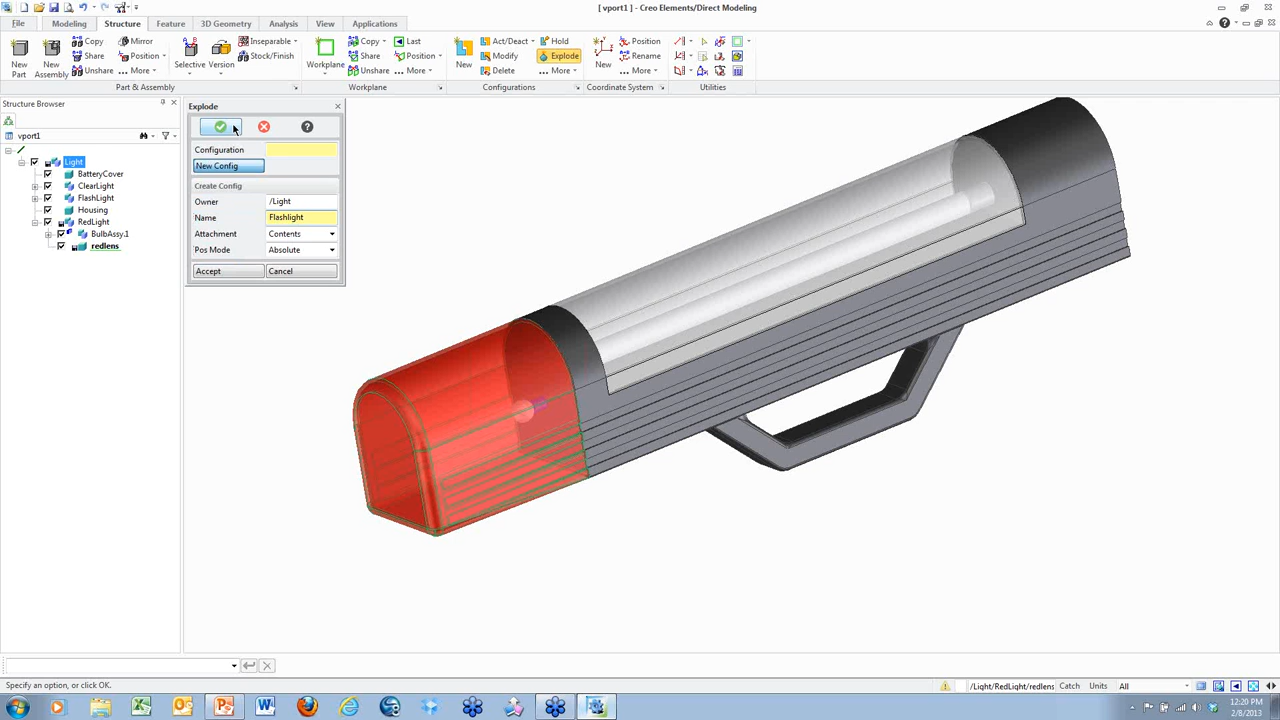 [ vport1 ] - Creo Elements/Direct Modeling
File Modeling Structure Feature 3D Geometry Analysis View Applications
Copy Mirror Inseparable Copy Last Act/Deact Hold Position
Share Position Stock/Finish Share Position Modify Explode Rename
Unshare ... More Unshare ... More Delete ... More ... More
New Part New Assembly Selective Version Workplane New New
Part & Assembly Workplane Configurations Coordinate System Utilities
Structure Browser
vport1
Light
BatteryCover
ClearLight
FlashLight
Housing
RedLight
BulbAssy.1
redlens
Explode
Configuration
New Config
Create Config
Owner /Light
Name Flashlight
Attachment Contents
Pos Mode Absolute
Accept Cancel
Specify an option, or click OK.
/Light/RedLight/redlens Catch Units All
12:20 PM
2/8/2013